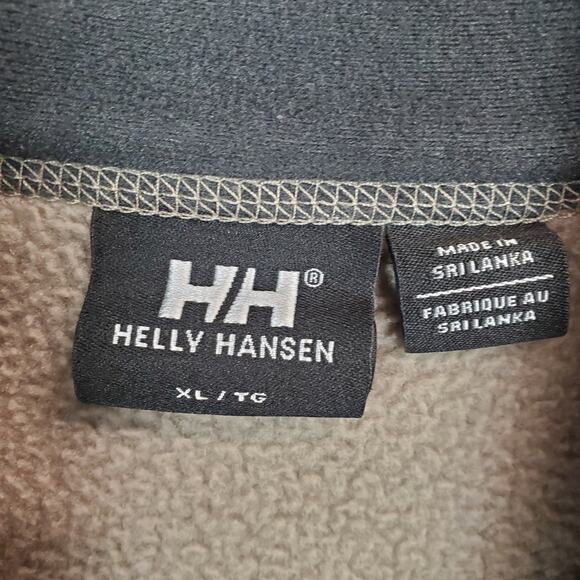 HH®
HELLY HANSEN
XL / TG
MADE IN
SRI LANKA
FABRIQUE AU
SRI LANKA